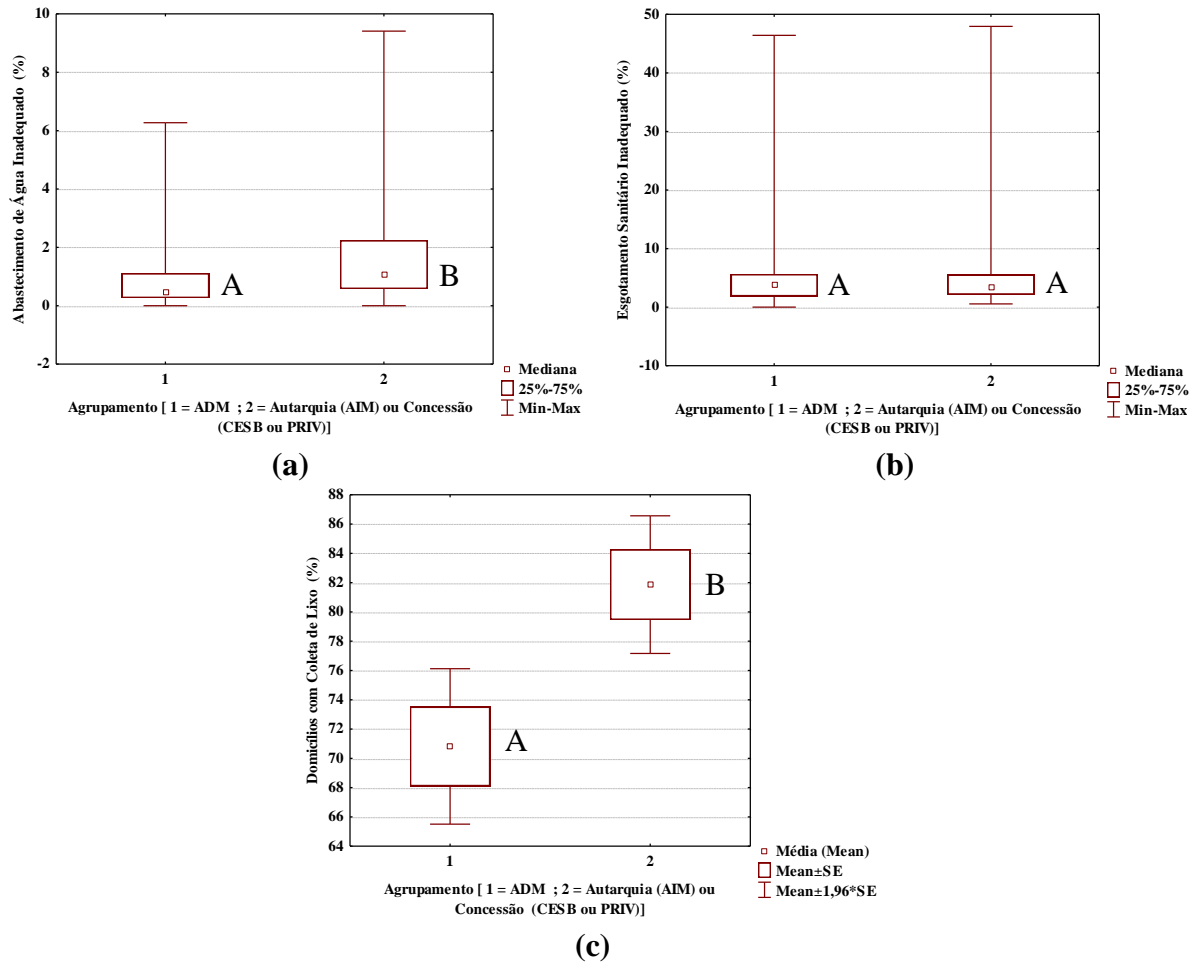 10
8
6
4
2
0
-2
Abastecimento de Água Inadequado (%)
A
B
1
2
Agrupamento [ 1 = ADM ; 2 = Autarquia (AIM) ou Concessão
(CESB ou PRIV)]
Mediana
25%-75%
Min-Max
(a)
50
40
30
20
10
0
-10
Esgotamento Sanitário Inadequado (%)
A
A
1
2
Agrupamento [ 1 = ADM ; 2 = Autarquia (AIM) ou Concessão
(CESB ou PRIV)]
Mediana
25%-75%
Min-Max
(b)
88
86
84
82
80
78
76
74
72
70
68
66
64
Domicílios com Coleta de Lixo (%)
A
B
1
2
Agrupamento [ 1 = ADM ; 2 = Autarquia (AIM) ou
Concessão (CESB ou PRIV)]
Média (Mean)
Mean±SE
Mean±1,96*SE
(c)